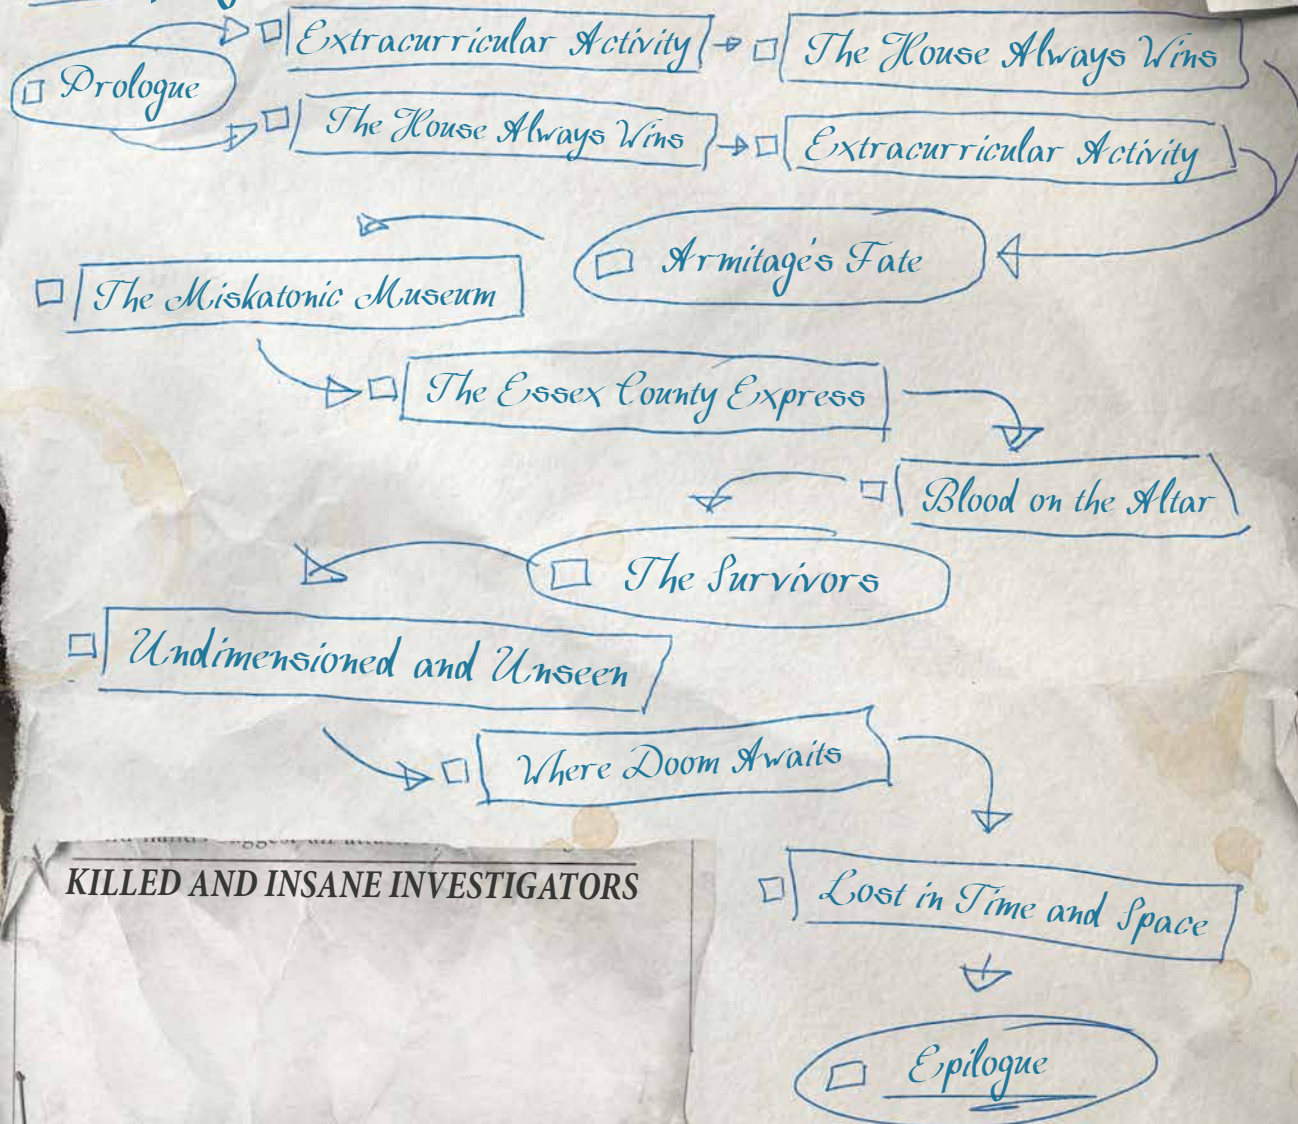 Extracurricular Activity
The House Always Wins
Prologue
The House Always Wins
Extracurricular Activity
Armitage's Fate
The Miskatonic Museum
The Essex County Express
Blood on the Altar
The Survivors
Undimensioned and Unseen
Where Doom Awaits
KILLED AND INSANE INVESTIGATORS
Lost in Time and Space
Epilogue